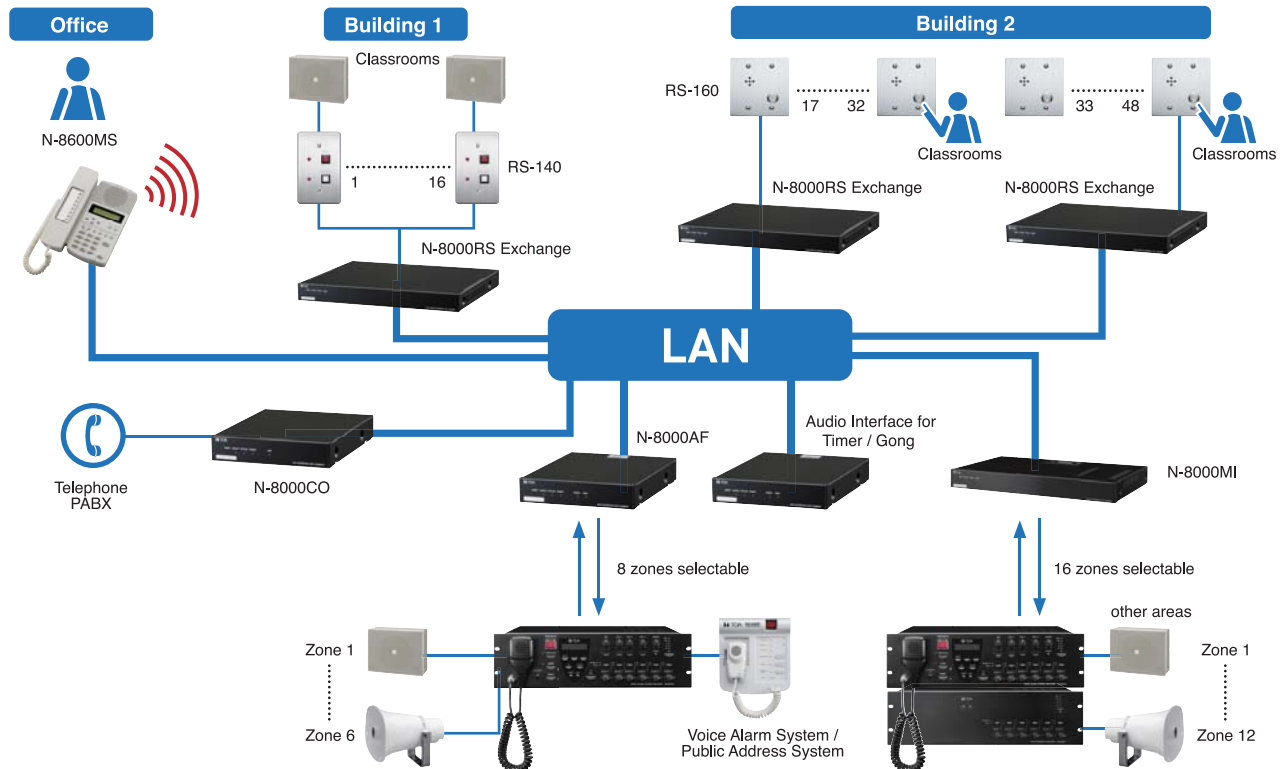 Office
Building 1
Building 2
N-8600MS
Classrooms
RS-140
1
16
N-8000RS Exchange
RS-160
17
32
33
48
Classrooms
Classrooms
N-8000RS Exchange
N-8000RS Exchange
LAN
Telephone
PABX
N-8000CO
N-8000AF
Audio Interface for
Timer / Gong
N-8000MI
8 zones selectable
16 zones selectable
other areas
Zone 1
Zone 6
Voice Alarm System /
Public Address System
Zone 1
Zone 12